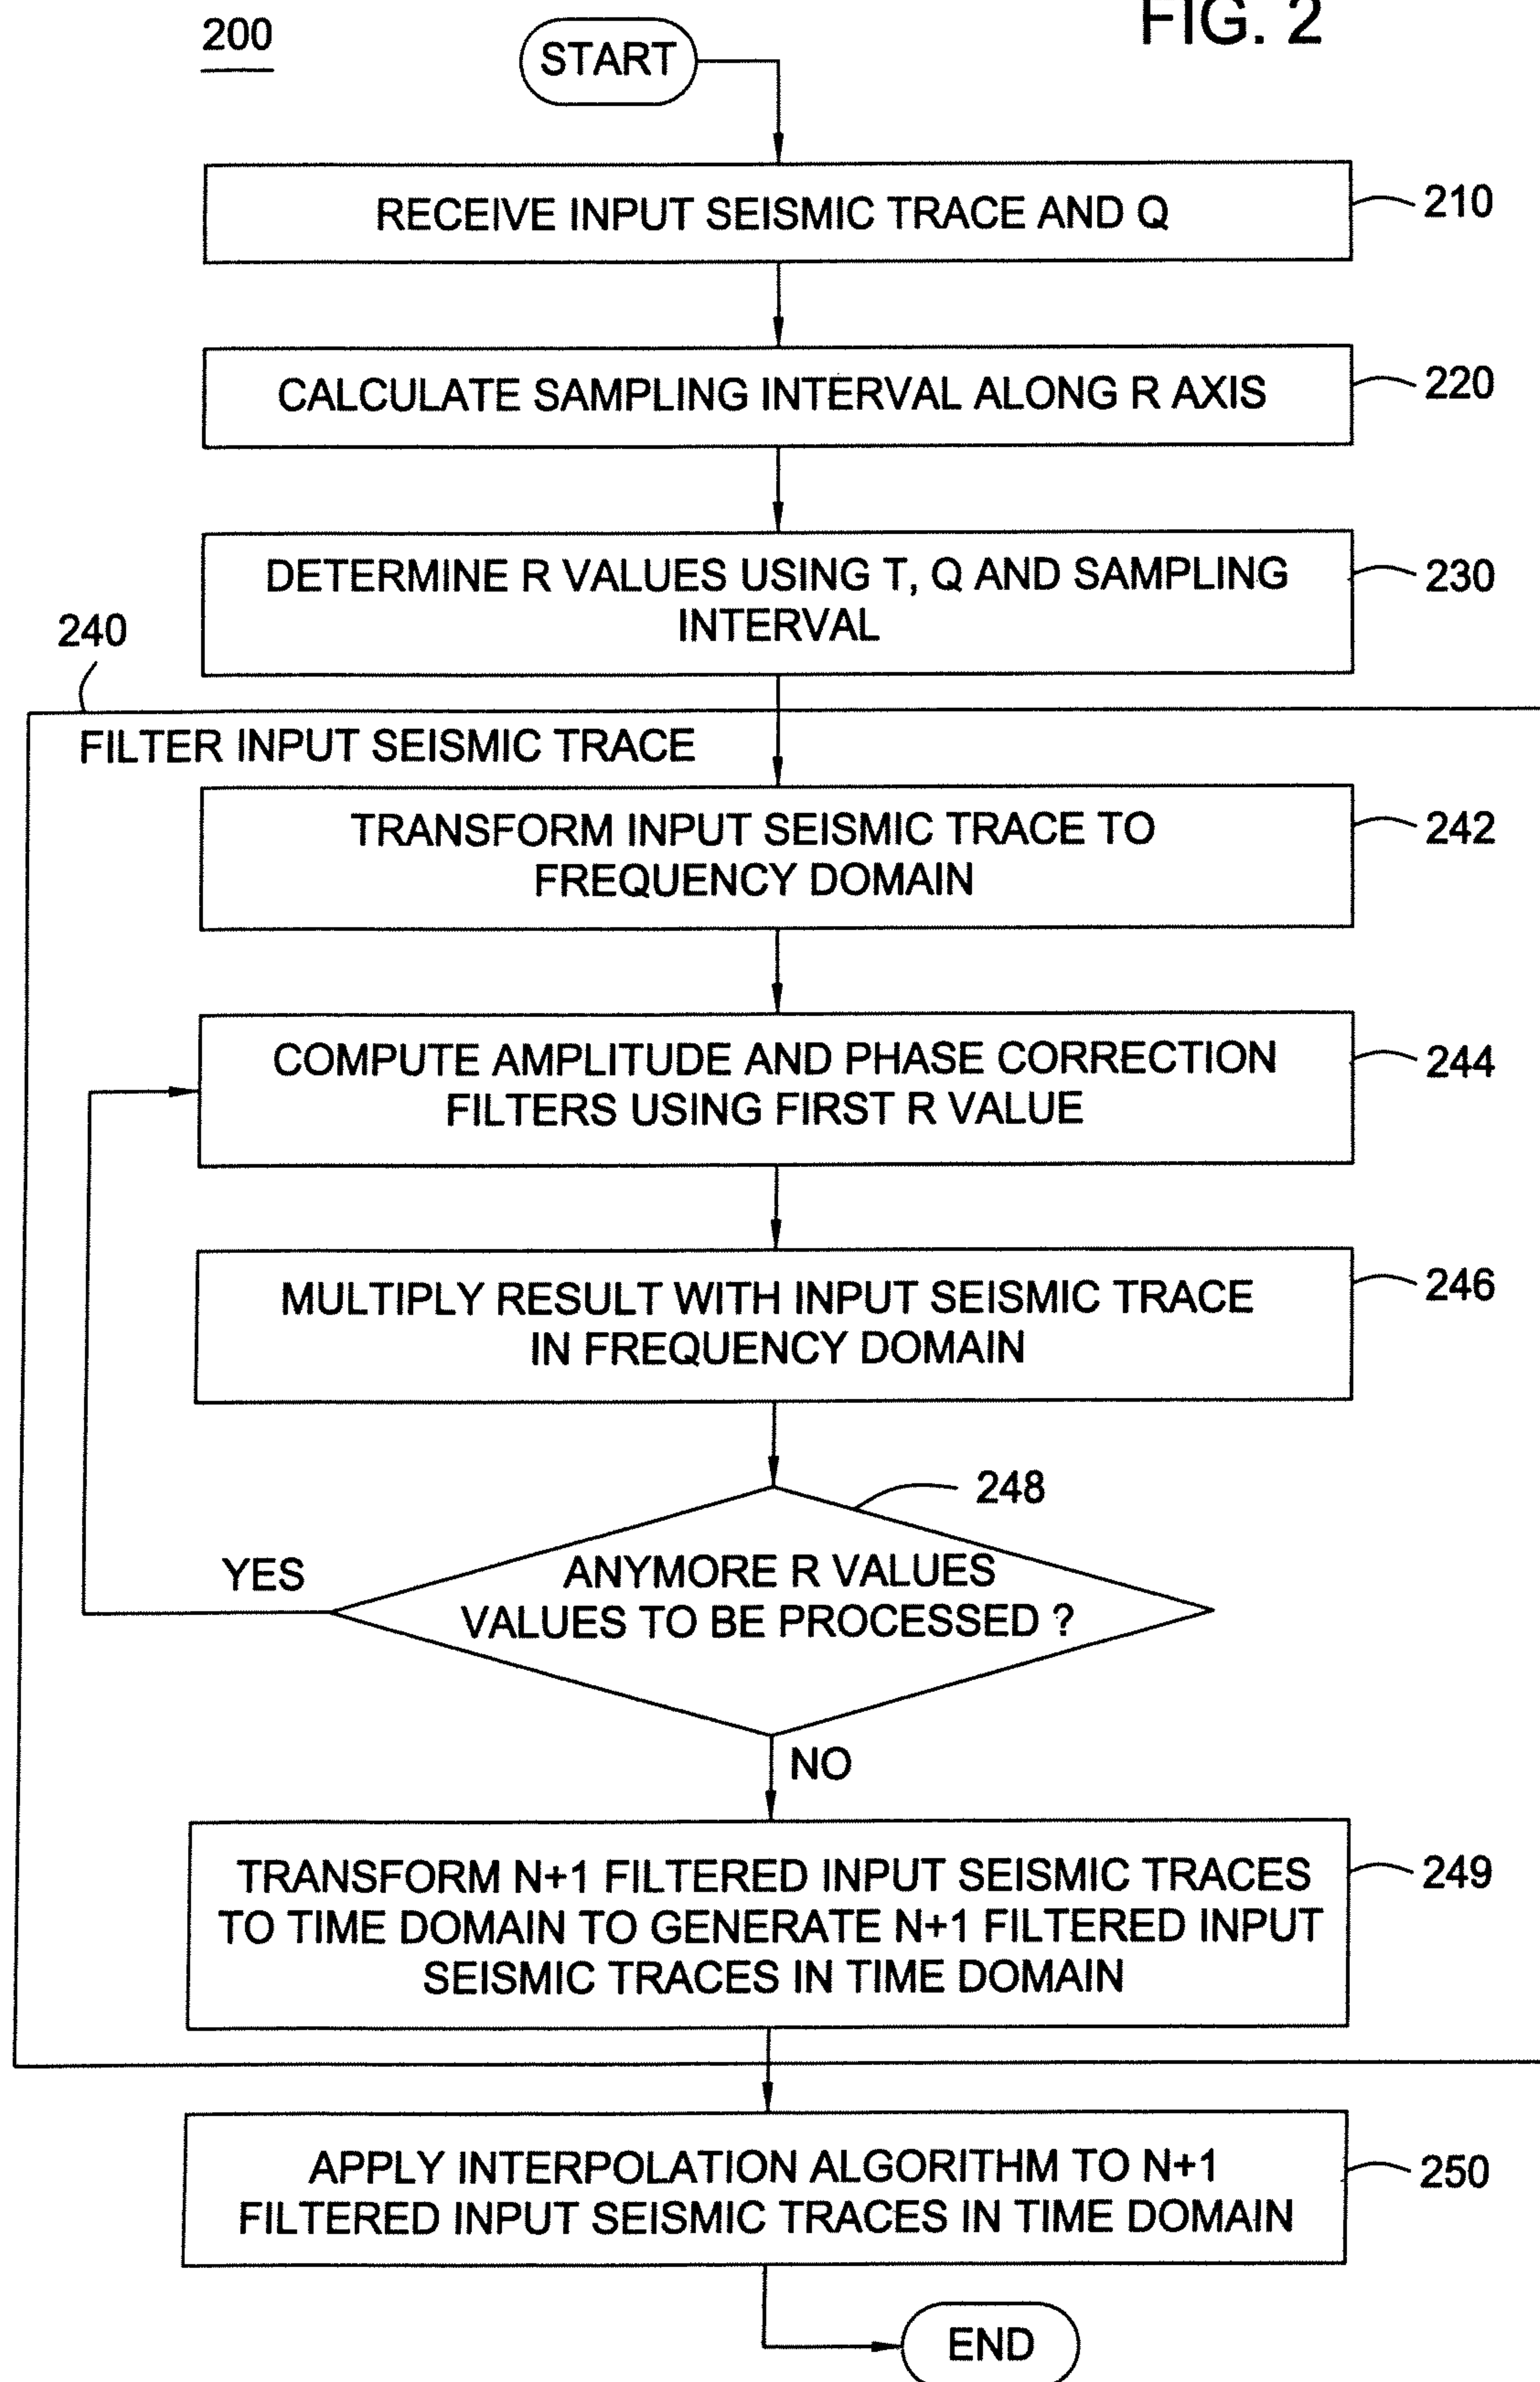 FIG. 2
200
START
RECEIVE INPUT SEISMIC TRACE AND Q
210
CALCULATE SAMPLING INTERVAL ALONG R AXIS
220
DETERMINE R VALUES USING T, Q AND SAMPLING
INTERVAL
230
240
FILTER INPUT SEISMIC TRACE
TRANSFORM INPUT SEISMIC TRACE TO
FREQUENCY DOMAIN
242
COMPUTE AMPLITUDE AND PHASE CORRECTION
FILTERS USING FIRST R VALUE
244
MULTIPLY RESULT WITH INPUT SEISMIC TRACE
IN FREQUENCY DOMAIN
246
248
YES
ANYMORE R VALUES
VALUES TO BE PROCESSED ?
NO
TRANSFORM N+1 FILTERED INPUT SEISMIC TRACES
TO TIME DOMAIN TO GENERATE N+1 FILTERED INPUT
SEISMIC TRACES IN TIME DOMAIN
249
APPLY INTERPOLATION ALGORITHM TO N+1
FILTERED INPUT SEISMIC TRACES IN TIME DOMAIN
250
END